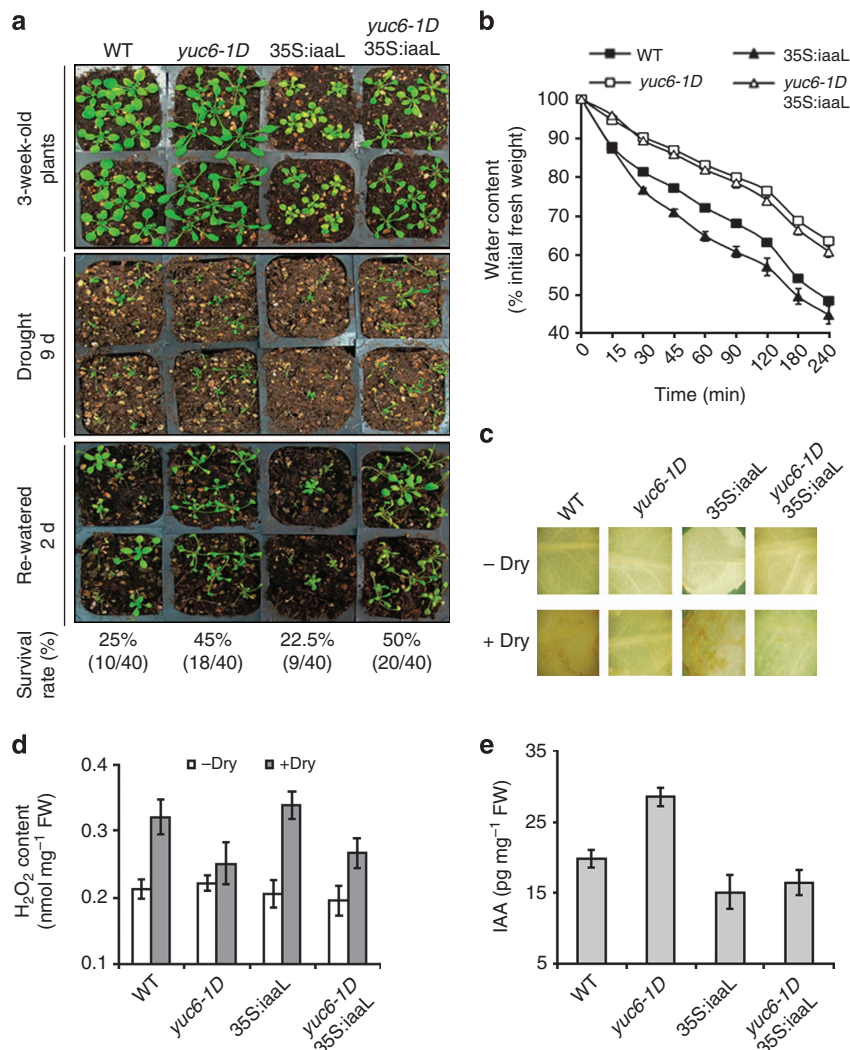 a
WT
yuc6-1D
35S:iaaL
yuc6-1D
35S:iaaL
3-week-old
plants
Drought
9 d
Re-watered
2 d
Survival
rate (%)
25%
(10/40)
45%
(18/40)
22.5%
(9/40)
50%
(20/40)
b
WT
35S:iaaL
yuc6-1D
yuc6-1D
35S:iaaL
Water content
(% initial fresh weight)
100
90
80
70
60
50
40
0 15 30 45 60 90 120 180 240
Time (min)
c
WT
yuc6-1D
35S:iaaL
yuc6-1D
35S:iaaL
– Dry
+ Dry
d
–Dry
+Dry
H₂O₂ content
(nmol mg⁻¹ FW)
0.4
0.3
0.2
0.1
WT
yuc6-1D
35S:iaaL
yuc6-1D
35S:iaaL
e
IAA (pg mg⁻¹ FW)
35
25
15
5
WT
yuc6-1D
35S:iaaL
yuc6-1D
35S:iaaL